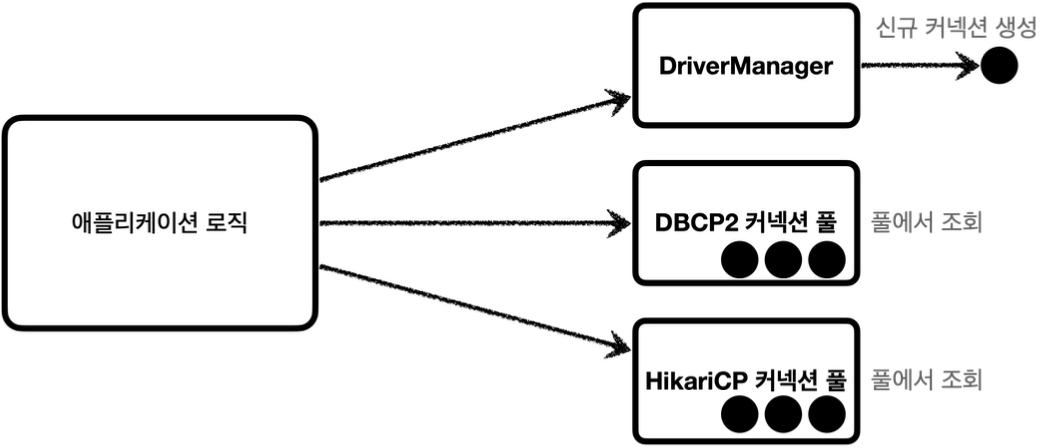 신규 커넥션 생성
DriverManager
애플리케이션 로직
DBCP2 커넥션 풀
풀에서 조회
HikariCP 커넥션 풀
풀에서 조회